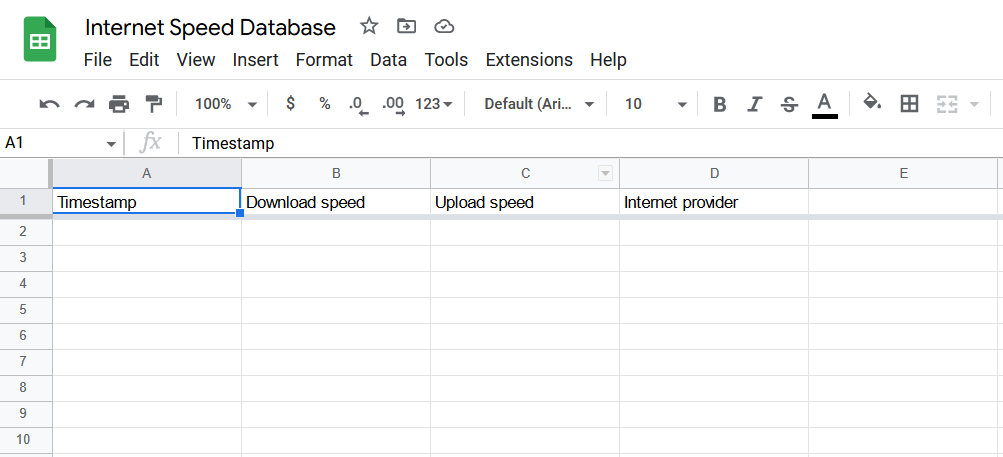 Internet Speed Database
File Edit View Insert Format Data Tools Extensions Help
100% $ % .0 .00 123 Default (Ari... 10 B I S A
A1 fx Timestamp
A B C D E
1 Timestamp Download speed Upload speed Internet provider
2
3
4
5
6
7
8
9
10